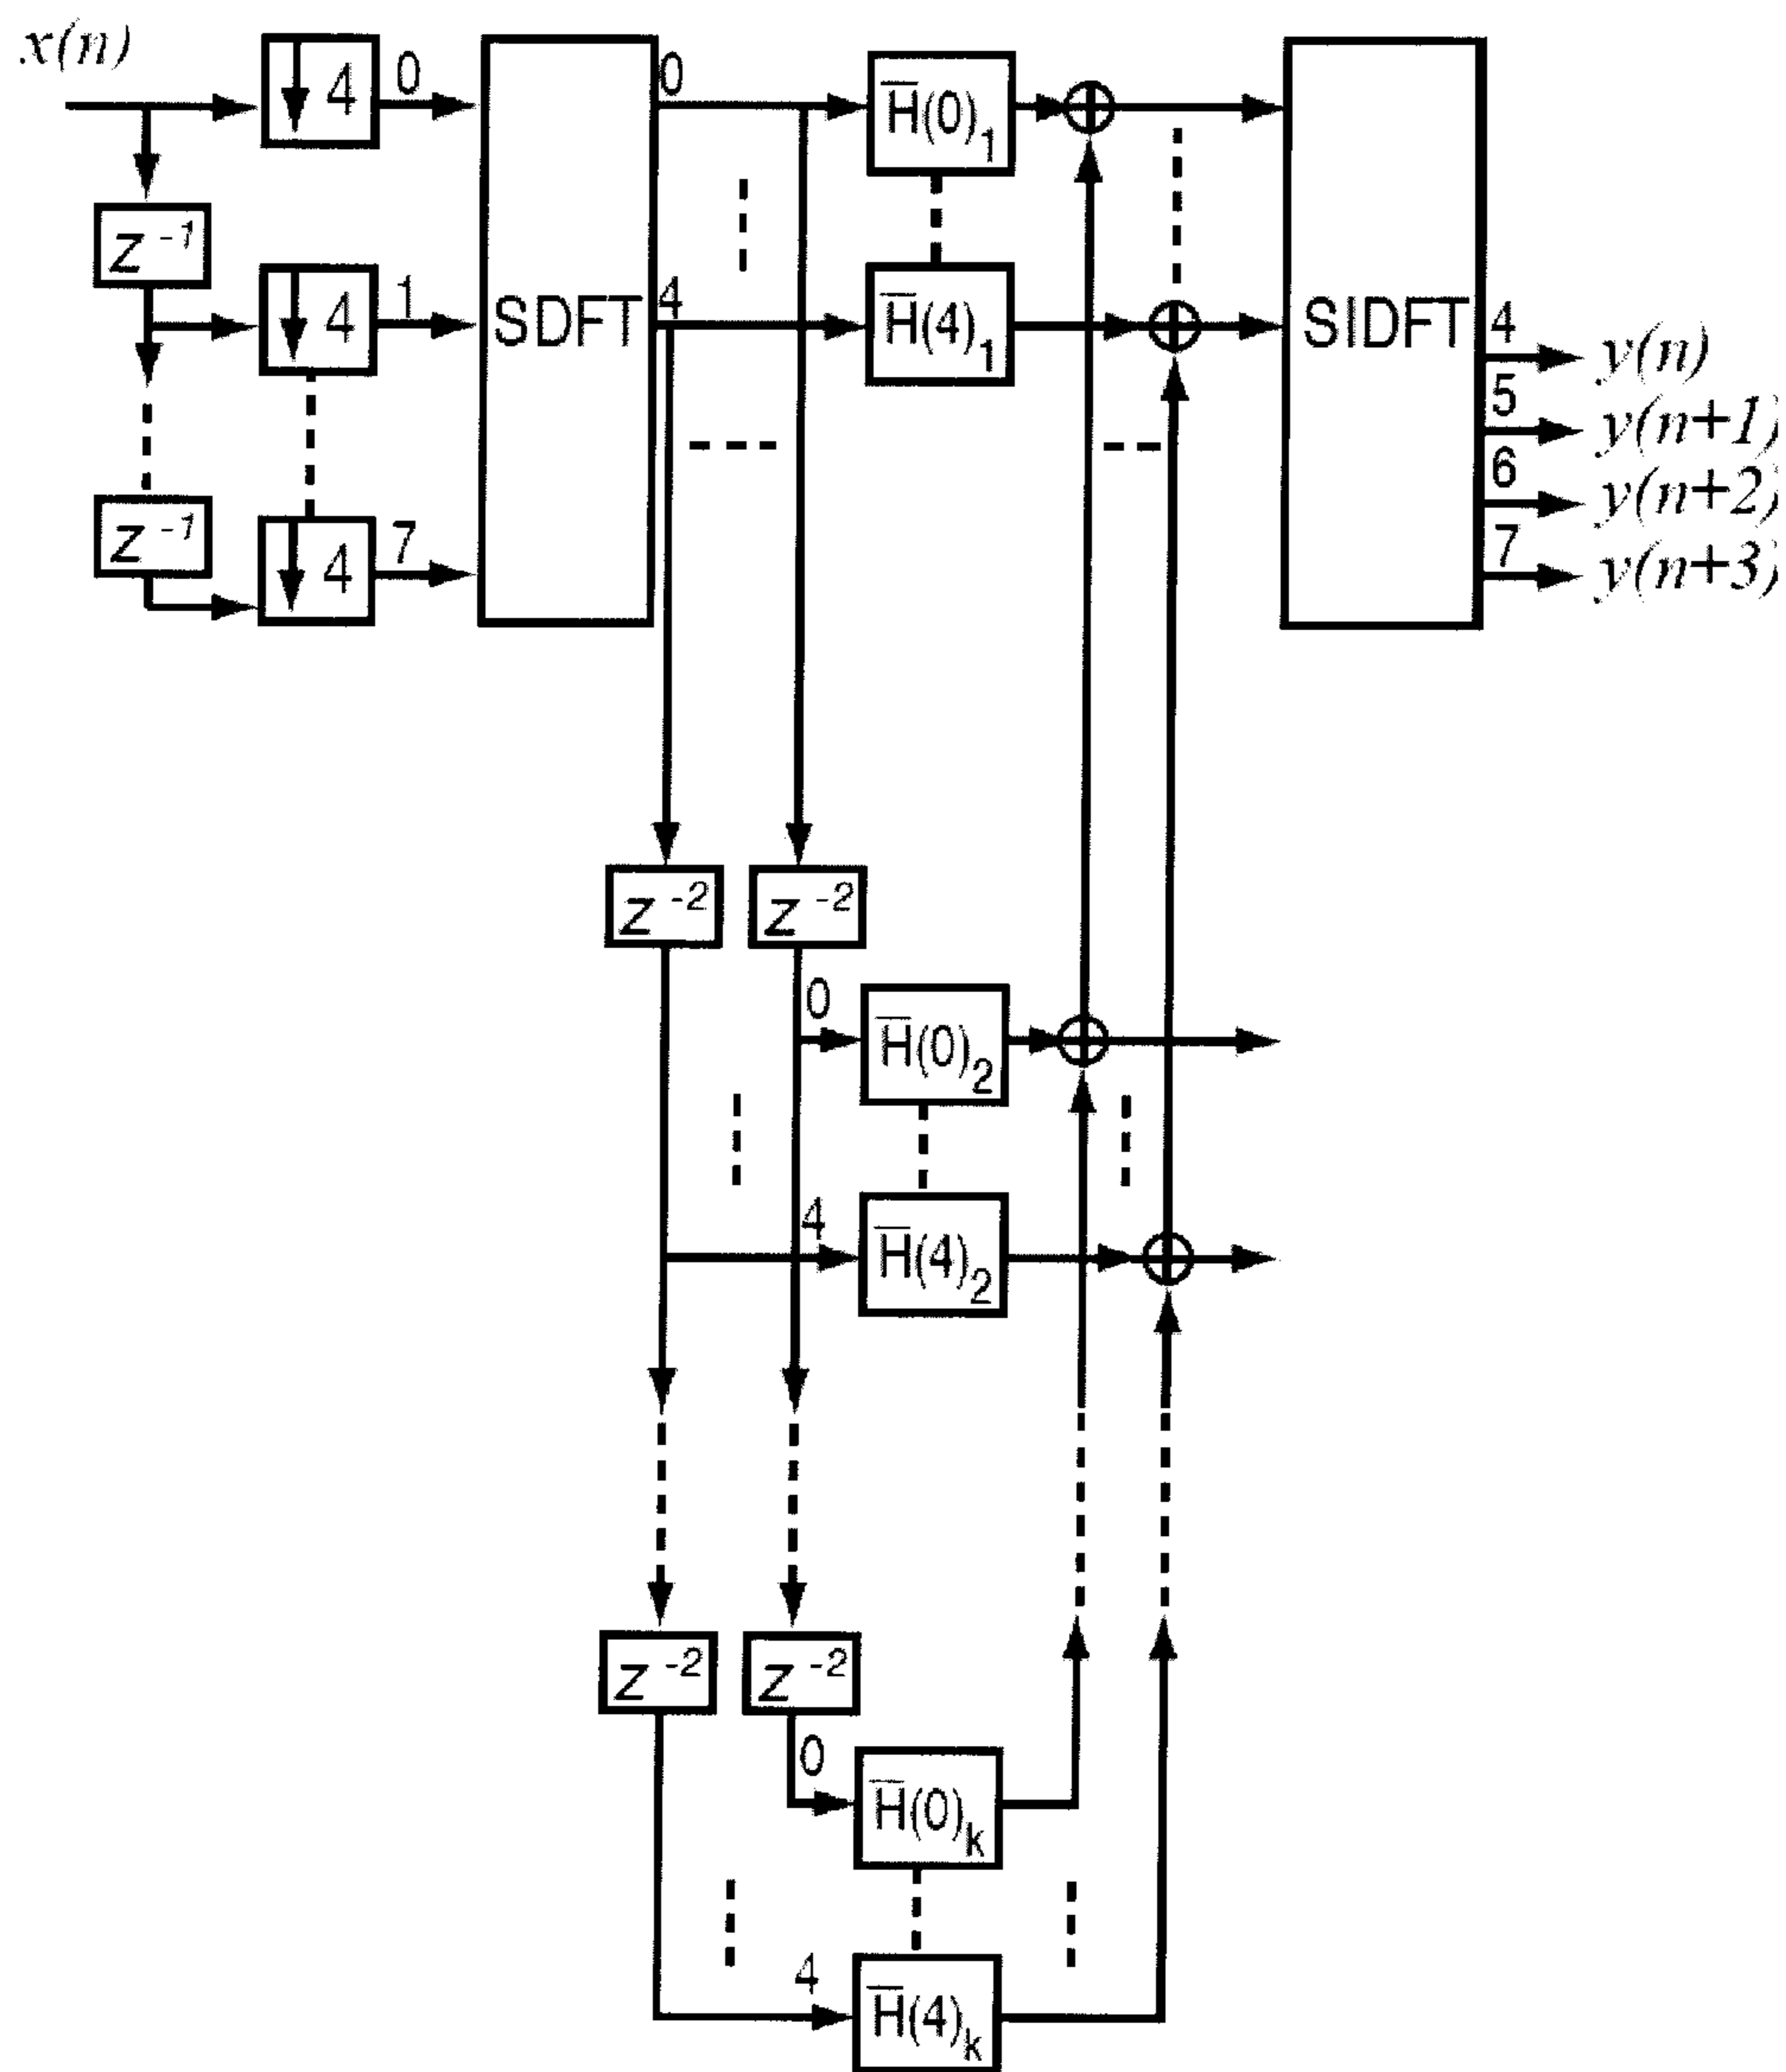 x(n)
4
0
0
H̅(0)₁
z⁻¹
4
1
SDFT
4
H̅(4)₁
SIDFT
4
y(n)
5
y(n+1)
6
y(n+2)
7
y(n+3)
z⁻¹
4
7
z⁻²
z⁻²
0
H̅(0)₂
4
H̅(4)₂
z⁻²
z⁻²
0
H̅(0)ₖ
4
H̅(4)ₖ